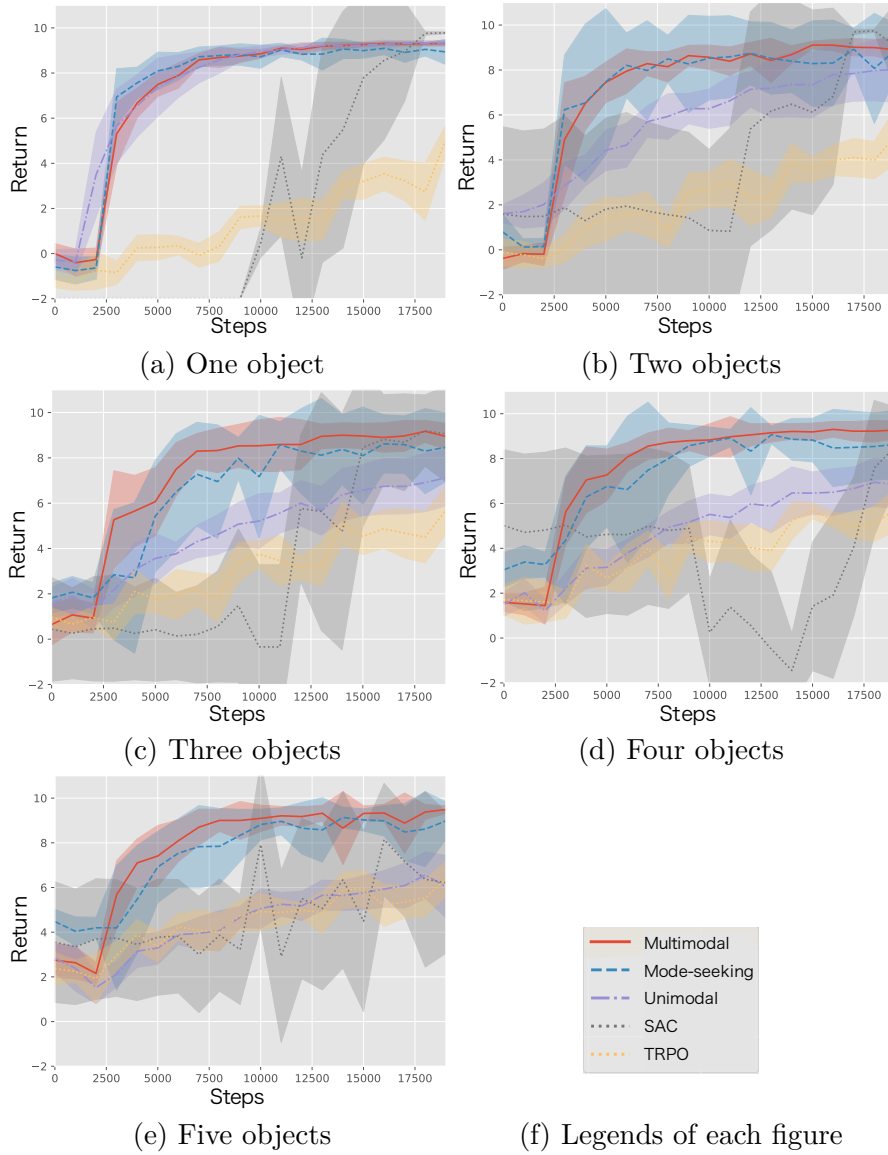 10
8
6
4
2
0
−2
Return
0 2500 5000 7500 10000 12500 15000 17500
Steps
(a) One object
10
8
6
4
2
0
−2
Return
0 2500 5000 7500 10000 12500 15000 17500
Steps
(b) Two objects
10
8
6
4
2
0
−2
Return
0 2500 5000 7500 10000 12500 15000 17500
Steps
(c) Three objects
10
8
6
4
2
0
−2
Return
0 2500 5000 7500 10000 12500 15000 17500
Steps
(d) Four objects
10
8
6
4
2
0
−2
Return
0 2500 5000 7500 10000 12500 15000 17500
Steps
(e) Five objects
Multimodal
Mode-seeking
Unimodal
SAC
TRPO
(f) Legends of each figure